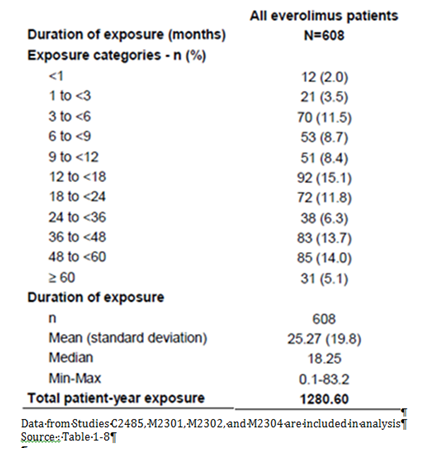 All everolimus patients
Duration of exposure (months) N=608
Exposure categories - n (%)
<1 12 (2.0)
1 to <3 21 (3.5)
3 to <6 70 (11.5)
6 to <9 53 (8.7)
9 to <12 51 (8.4)
12 to <18 92 (15.1)
18 to <24 72 (11.8)
24 to <36 38 (6.3)
36 to <48 83 (13.7)
48 to <60 85 (14.0)
≥ 60 31 (5.1)
Duration of exposure
n 608
Mean (standard deviation) 25.27 (19.8)
Median 18.25
Min-Max 0.1-83.2
Total patient-year exposure 1280.60
¶
Data·from·Studies·C2485,·M2301,·M2302,·and·M2304·are·included·in·analysis¶
Source:·Table·1-8¶